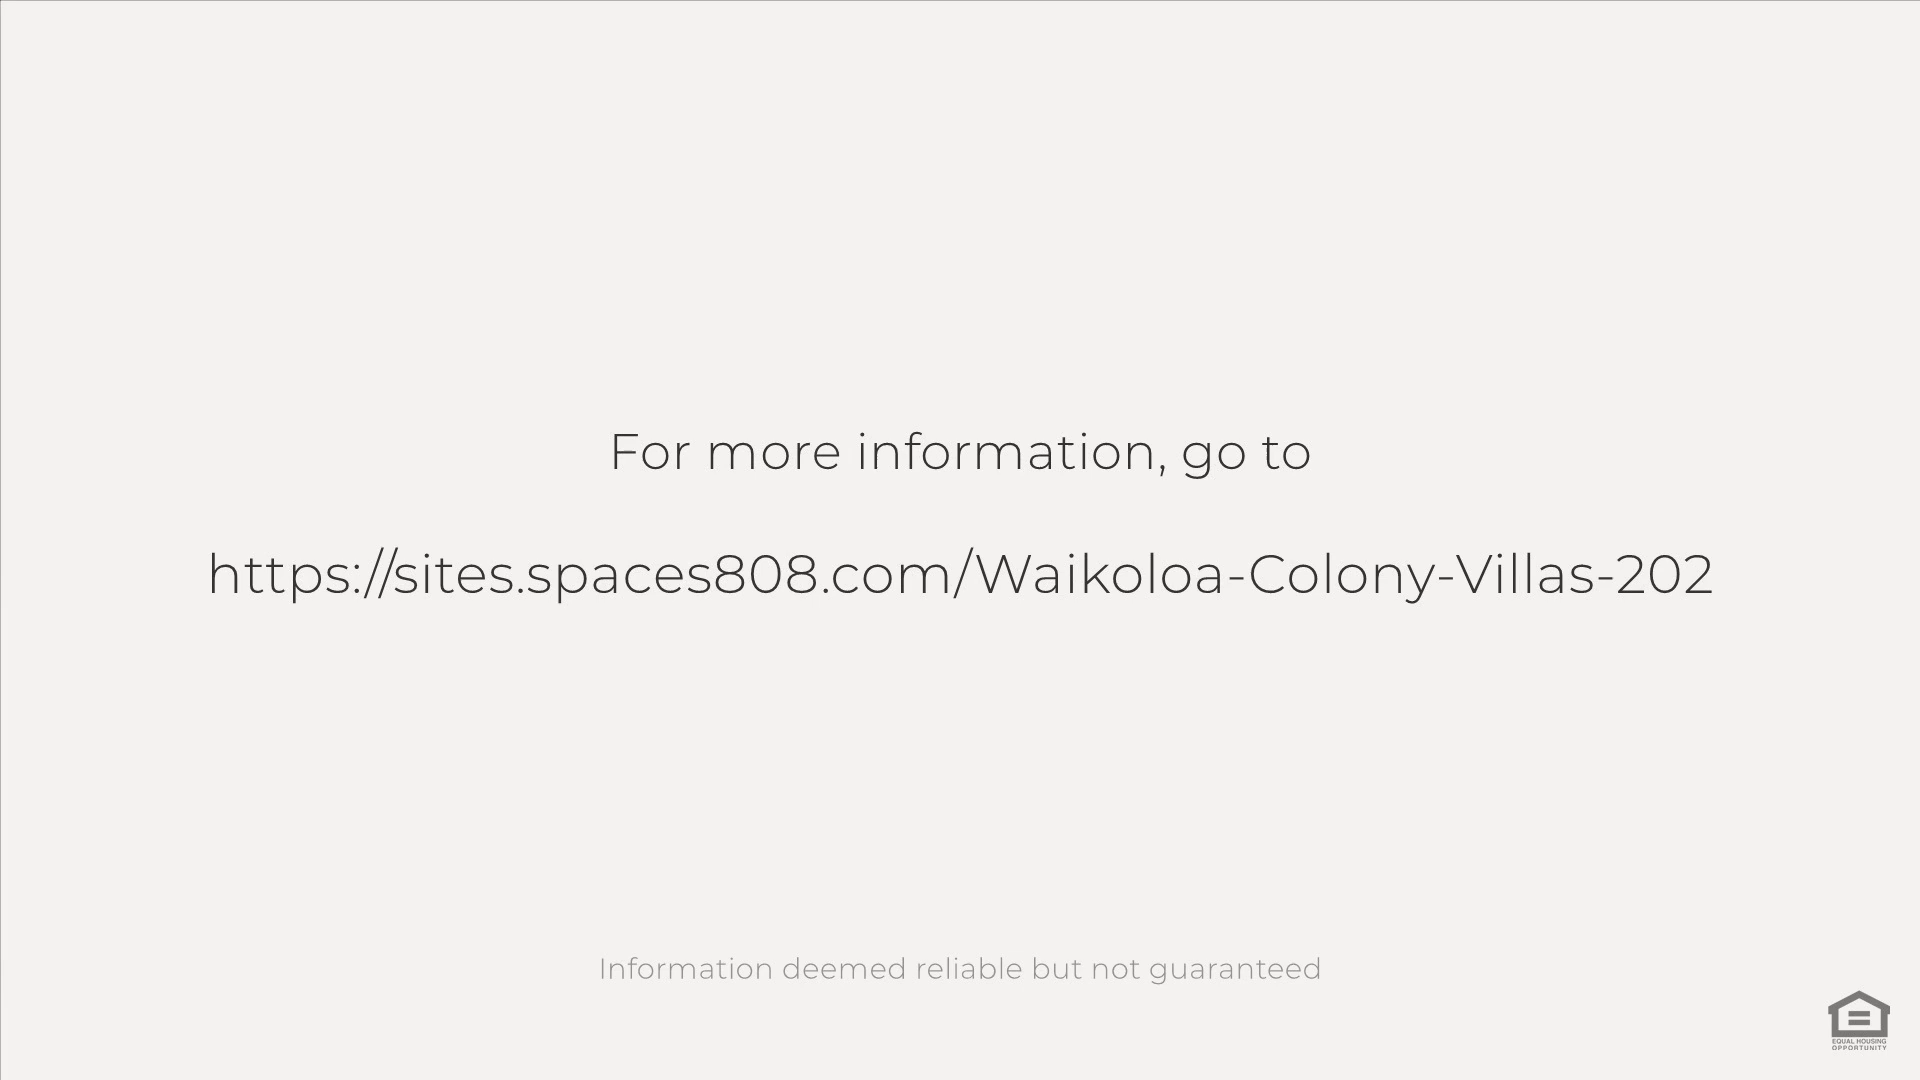 For more information, go to
https://sites.spaces808.com/Waikoloa-Colony-Villas-202
Information deemed reliable but not guaranteed
EQUAL HOUSING
OPPORTUNITY